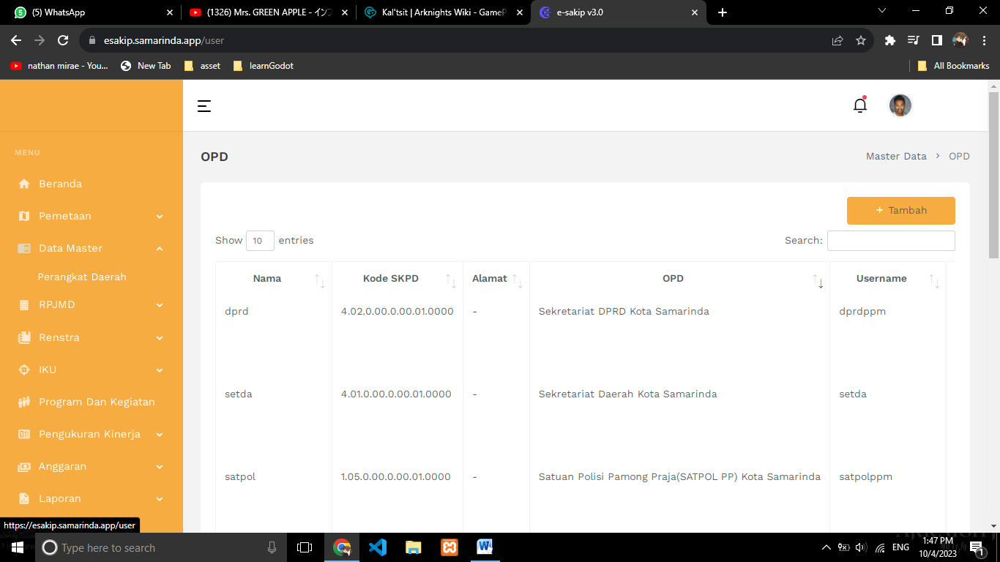 (5) WhatsApp
(1326) Mrs. GREEN APPLE - イン
Kal'tsit | Arknights Wiki - GameP
e-sakip v3.0
esakip.samarinda.app/user
nathan mirae - You...
New Tab
asset
learnGodot
All Bookmarks
MENU
Beranda
Pemetaan
Data Master
Perangkat Daerah
RPJMD
Renstra
IKU
Program Dan Kegiatan
Pengukuran Kinerja
Anggaran
Laporan
https://esakip.samarinda.app/user
OPD
Master Data > OPD
+ Tambah
Show 10 entries
Search:
Nama Kode SKPD Alamat OPD Username
dprd 4.02.0.00.0.00.01.0000 - Sekretariat DPRD Kota Samarinda dprdppm
setda 4.01.0.00.0.00.01.0000 - Sekretariat Daerah Kota Samarinda setda
satpol 1.05.0.00.0.00.01.0000 - Satuan Polisi Pamong Praja(SATPOL PP) Kota Samarinda satpolppm
Type here to search
ENG
1:47 PM
10/4/2023
1